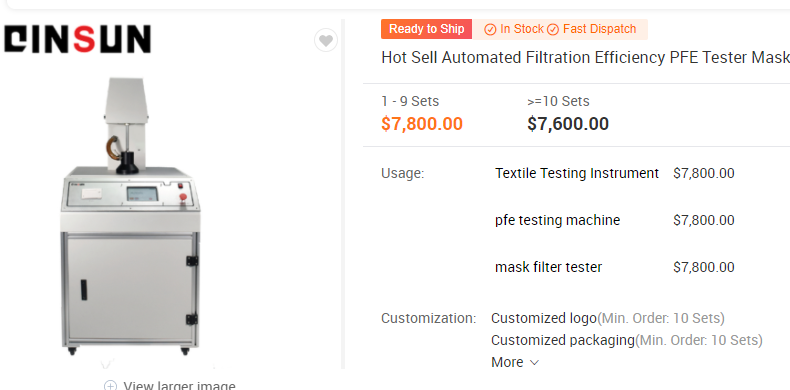 QINSUN
Ready to Ship
In Stock
Fast Dispatch
Hot Sell Automated Filtration Efficiency PFE Tester Mask
1 - 9 Sets
>=10 Sets
$7,800.00
$7,600.00
Usage:
Textile Testing Instrument
$7,800.00
pfe testing machine
$7,800.00
mask filter tester
$7,800.00
Customization:
Customized logo(Min. Order: 10 Sets)
Customized packaging(Min. Order: 10 Sets)
More
View larger image